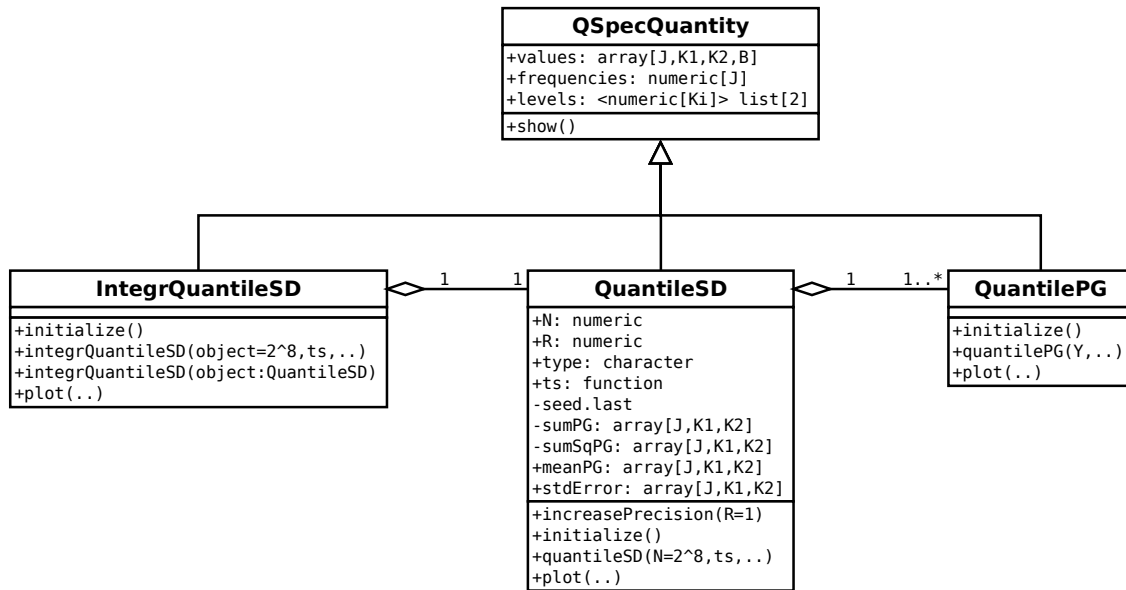 QSpecQuantity
+values: array[J,K1,K2,B]
+frequencies: numeric[J]
+levels: <numeric[Ki]> list[2]
+show()
IntegrQuantileSD
+initialize()
+integrQuantileSD(object=2^8,ts,..)
+integrQuantileSD(object:QuantileSD)
+plot(..)
1
1
QuantileSD
+N: numeric
+R: numeric
+type: character
+ts: function
-seed.last
-sumPG: array[J,K1,K2]
-sumSqPG: array[J,K1,K2]
+meanPG: array[J,K1,K2]
+stdError: array[J,K1,K2]
+increasePrecision(R=1)
+initialize()
+quantileSD(N=2^8,ts,..)
+plot(..)
1
1..*
QuantilePG
+initialize()
+quantilePG(Y,..)
+plot(..)